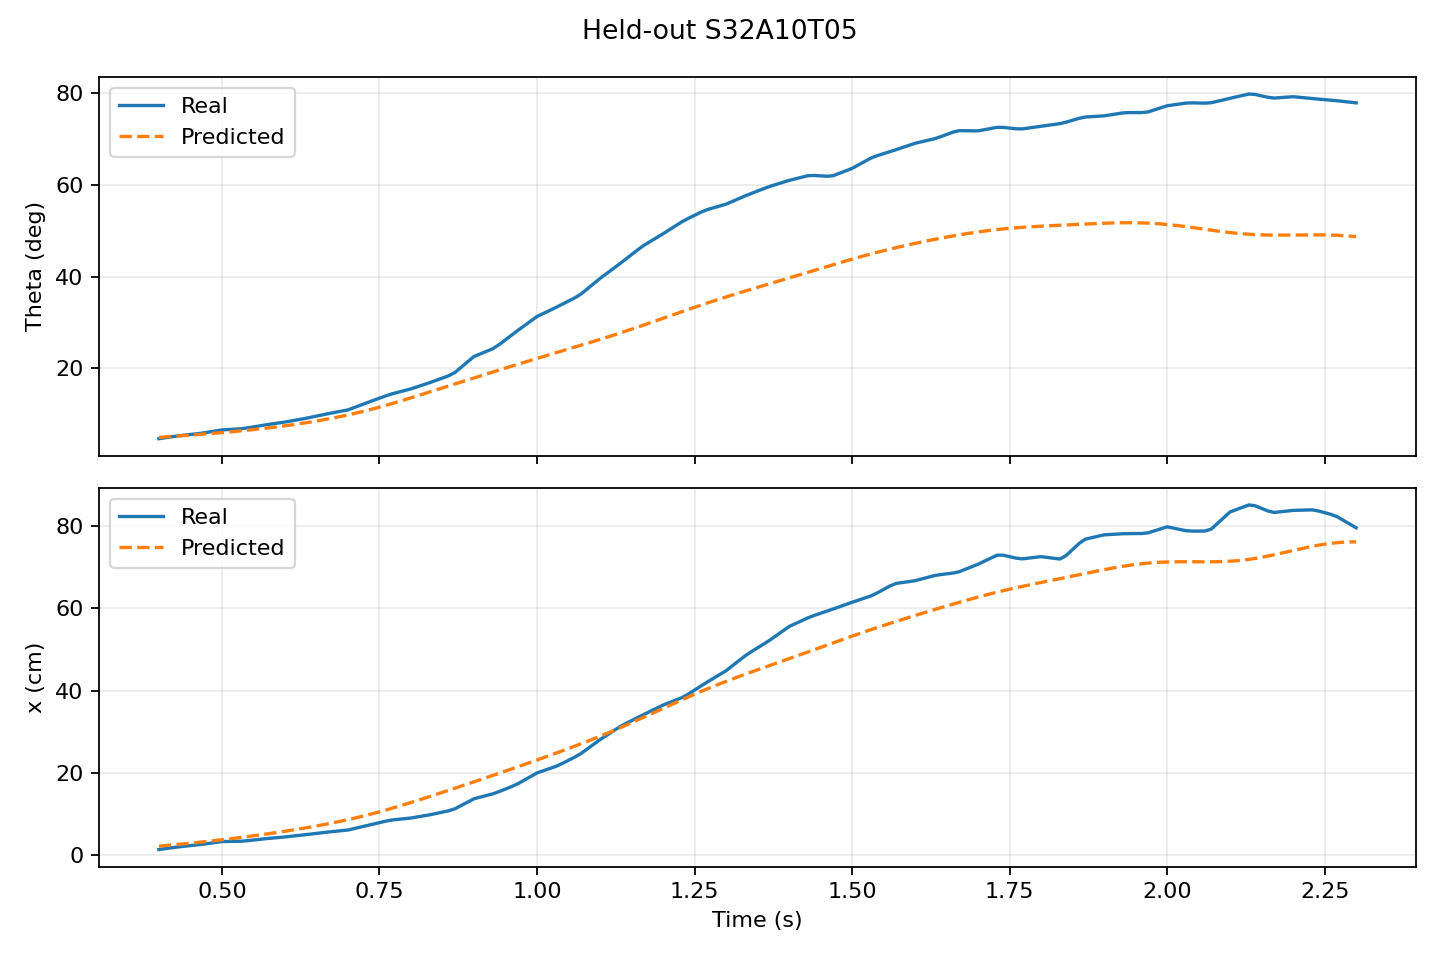 Held-out S32A10T05
Theta (deg)
80
60
40
20
Real
Predicted
x (cm)
80
60
40
20
0
Real
Predicted
0.50 0.75 1.00 1.25 1.50 1.75 2.00 2.25
Time (s)